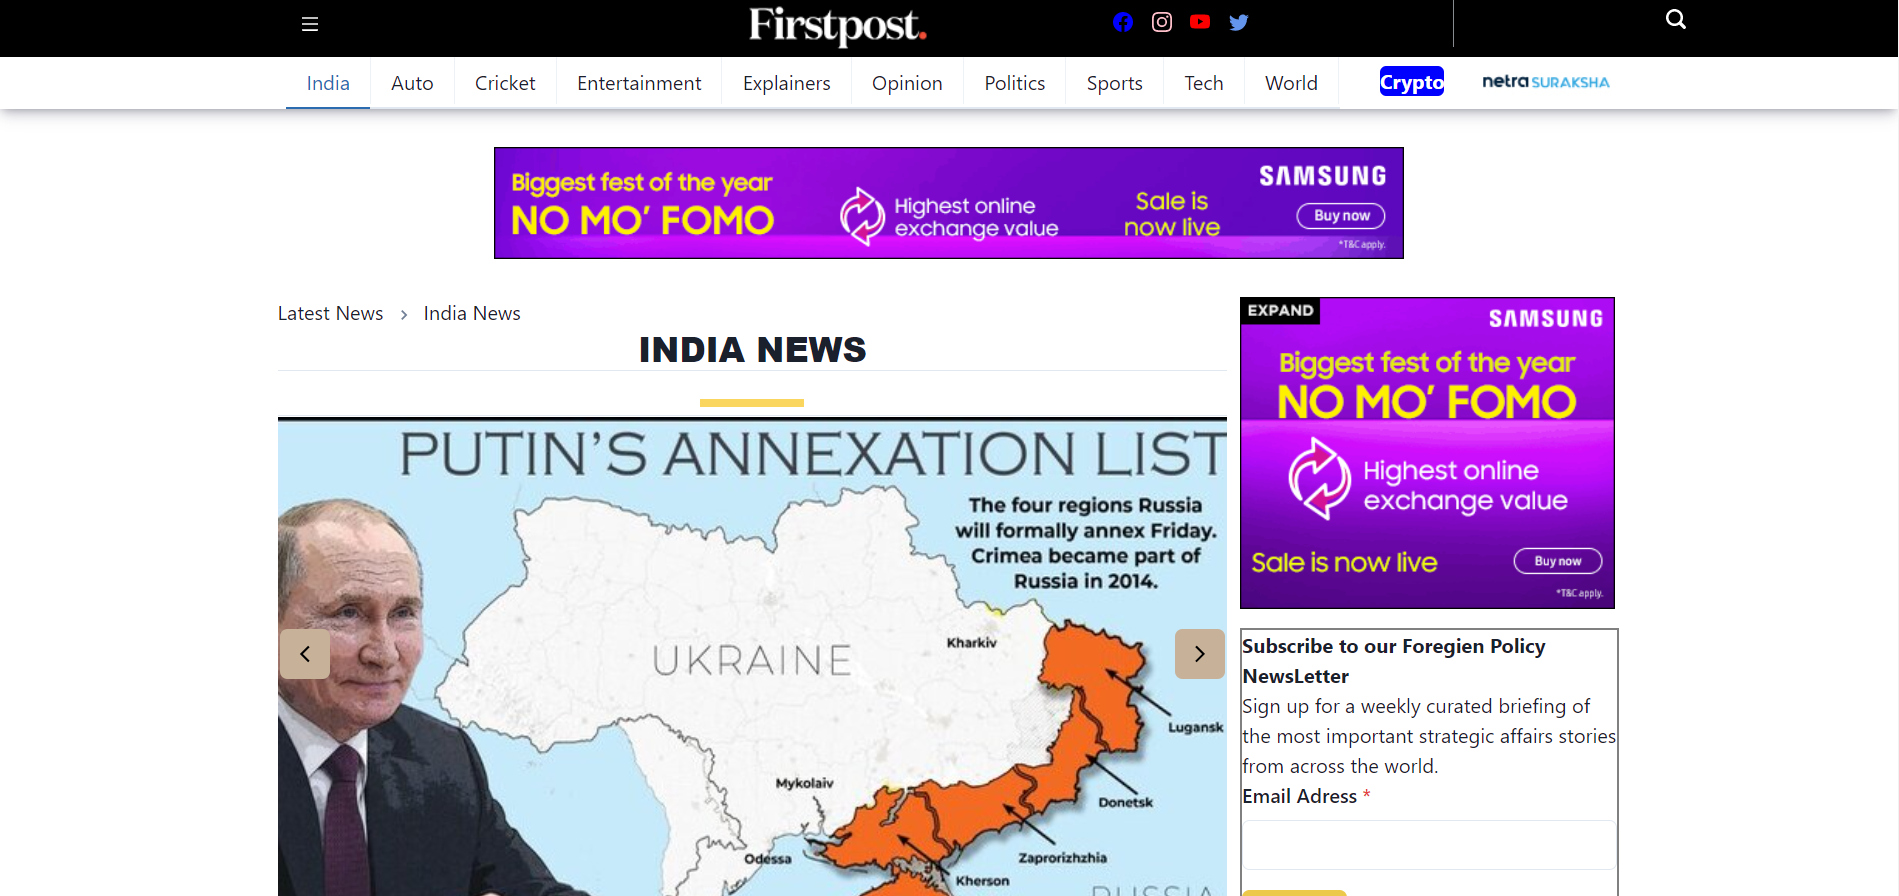 Firstpost.
India
Auto
Cricket
Entertainment
Explainers
Opinion
Politics
Sports
Tech
World
Crypto
netra SURAKSHA
Biggest fest of the year
NO MO' FOMO
Highest online
exchange value
Sale is
now live
SAMSUNG
Buy now
*T&C apply.
Latest News > India News
INDIA NEWS
PUTIN'S ANNEXATION LIST
The four regions Russia
will formally annex Friday.
Crimea became part of
Russia in 2014.
Kharkiv
UKRAINE
Lugansk
Mykolaiv
Donetsk
Odessa
Zaprorizhzhia
Kherson
RUSSIA
EXPAND
SAMSUNG
Biggest fest of the year
NO MO' FOMO
Highest online
exchange value
Sale is now live
Buy now
*T&C apply.
Subscribe to our Foregien Policy
NewsLetter
Sign up for a weekly curated briefing of
the most important strategic affairs stories
from across the world.
Email Adress *